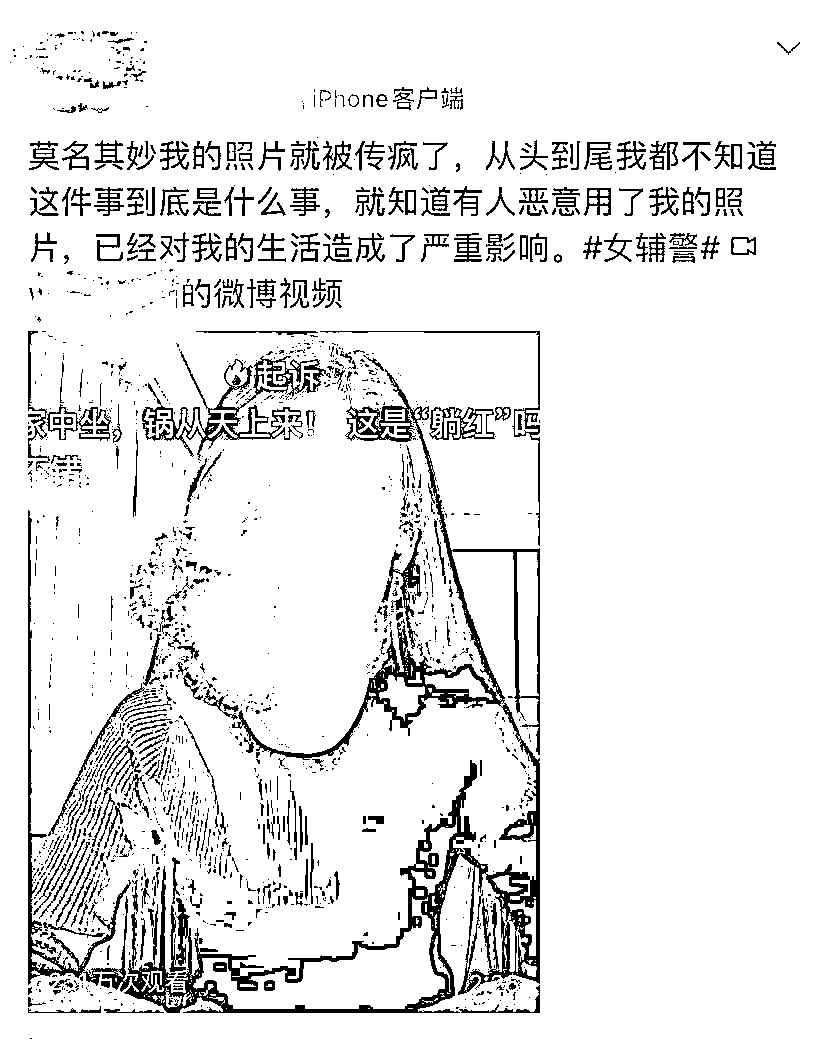 iPhone客户端
莫名其妙我的照片就被传疯了，从头到尾我都不知道
这件事到底是什么事，就知道有人恶意用了我的照
片，已经对我的生活造成了严重影响。#女辅警#
的微博视频
起诉
家中坐，锅从天上来！ 这是“躺红”吗
不错
万次观看